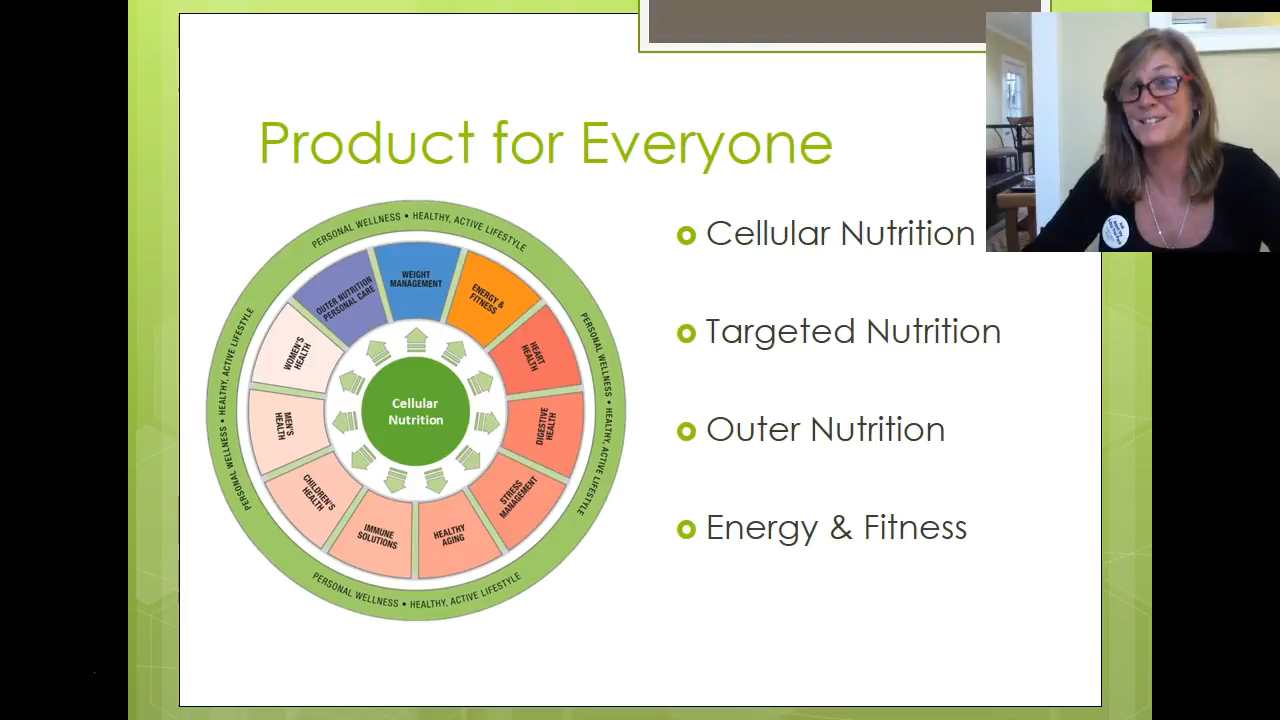 Product for Everyone
PERSONAL WELLNESS • HEALTHY, ACTIVE LIFESTYLE
PERSONAL WELLNESS • HEALTHY, ACTIVE LIFESTYLE
PERSONAL WELLNESS • HEALTHY, ACTIVE LIFESTYLE
PERSONAL WELLNESS • HEALTHY, ACTIVE LIFESTYLE
WEIGHT
MANAGEMENT
ENERGY &
FITNESS
HEART
HEALTH
DIGESTIVE
HEALTH
STRESS
MANAGEMENT
HEALTHY
AGING
IMMUNE
SOLUTIONS
CHILDREN'S
HEALTH
MEN'S
HEALTH
WOMEN'S
HEALTH
OUTER NUTRITION
PERSONAL CARE
Cellular
Nutrition
Cellular Nutrition
Targeted Nutrition
Outer Nutrition
Energy & Fitness